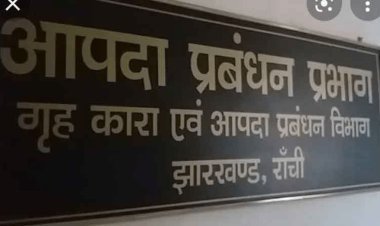 आपदा प्रबंधन प्रभाग
गृह कारा एवं आपदा प्रबंधन विभाग
झारखण्ड, राँची